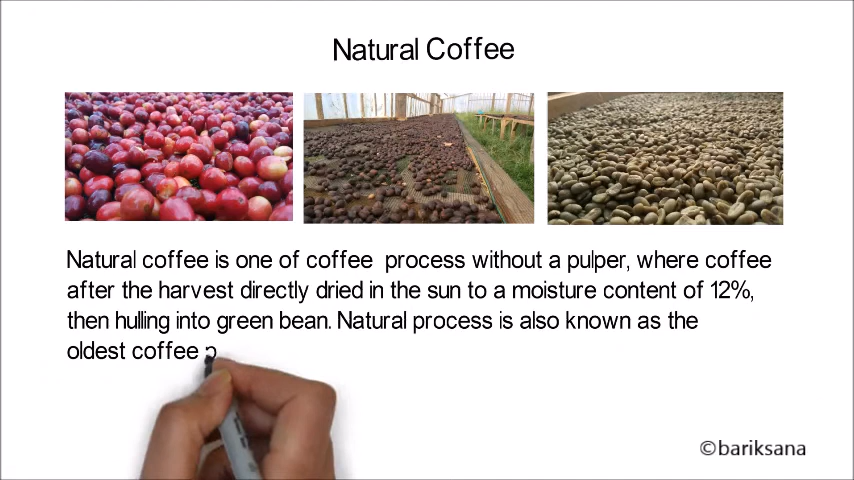 Natural Coffee
Natural coffee is one of coffee process without a pulper, where coffee
after the harvest directly dried in the sun to a moisture content of 12%,
then hulling into green bean. Natural process is also known as the
oldest coffee p
©bariksana